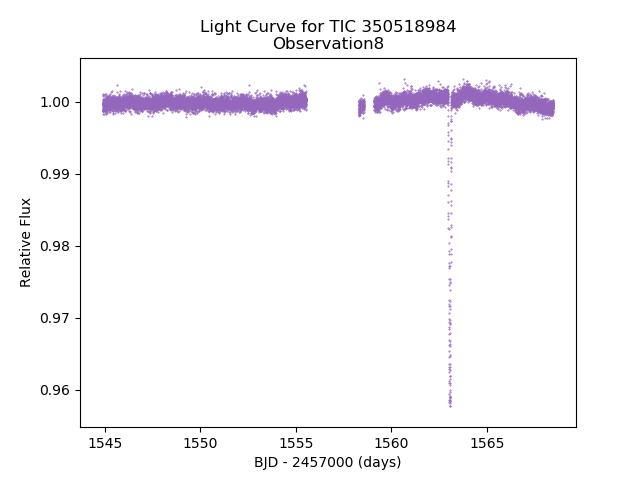 Light Curve for TIC 350518984
Observation8
1.00
0.99
0.98
0.97
0.96
Relative Flux
1545 1550 1555 1560 1565
BJD - 2457000 (days)